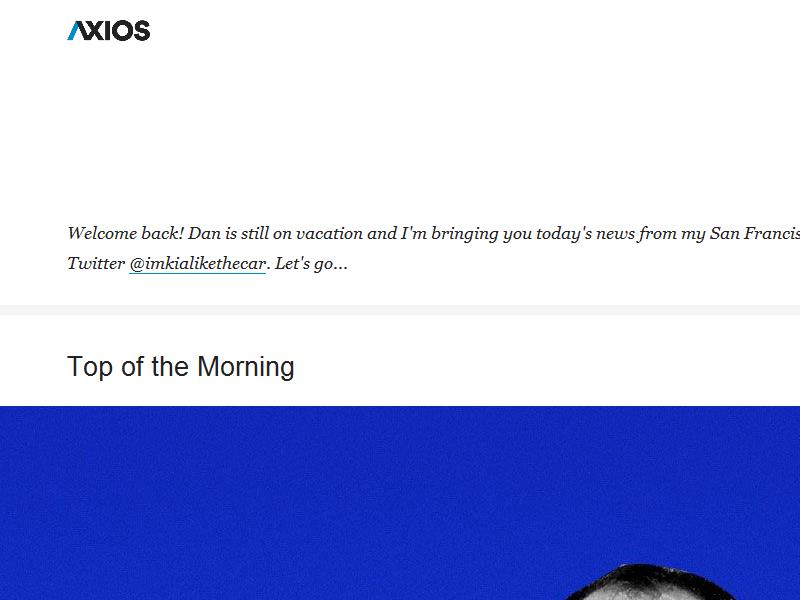 AXIOS
Welcome back! Dan is still on vacation and I'm bringing you today's news from my San Francis
Twitter @imkialikethecar. Let's go...
Top of the Morning